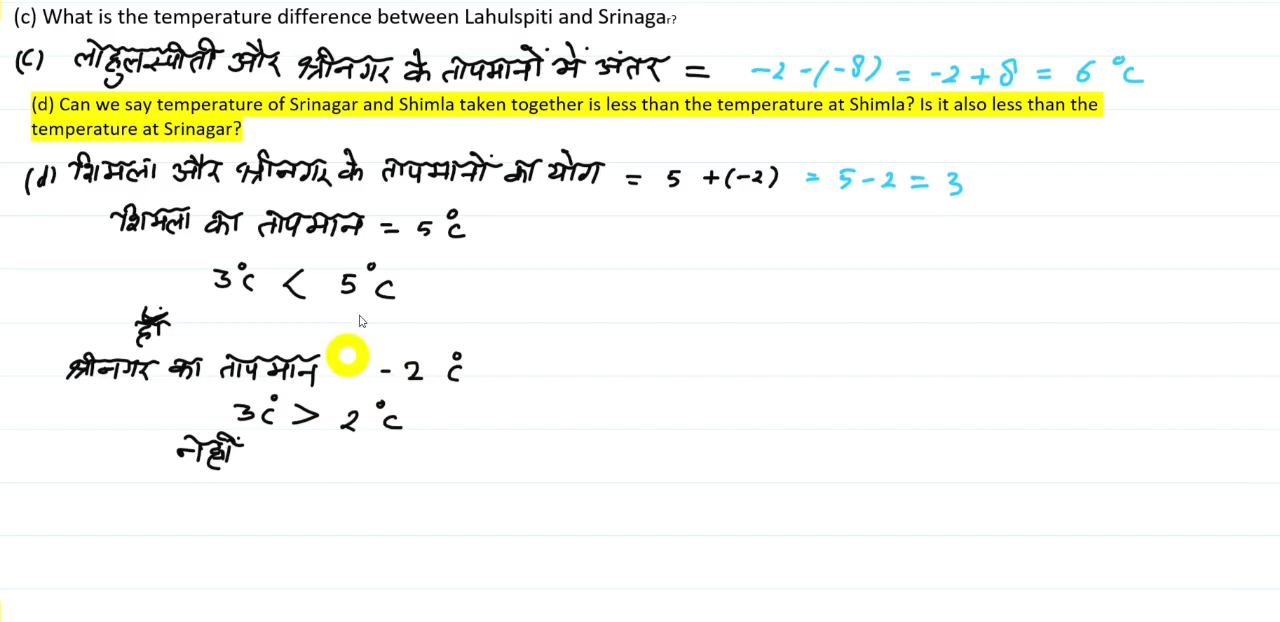 (c) What is the temperature difference between Lahulspiti and Srinagar?
(C) लाहुलस्पीती और श्रीनगर के तापमानों में अंतर = -2 -(-8) = -2 + 8 = 6 °C
(d) Can we say temperature of Srinagar and Shimla taken together is less than the temperature at Shimla? Is it also less than the
temperature at Srinagar?
(d) शिमला और श्रीनगर के तापमानों का योग = 5 +(-2) = 5 - 2 = 3
शिमला का तापमान = 5 °C
3°C < 5°C
हाँ
श्रीनगर का तापमान - 2 °C
3°C > 2°C
नहीं